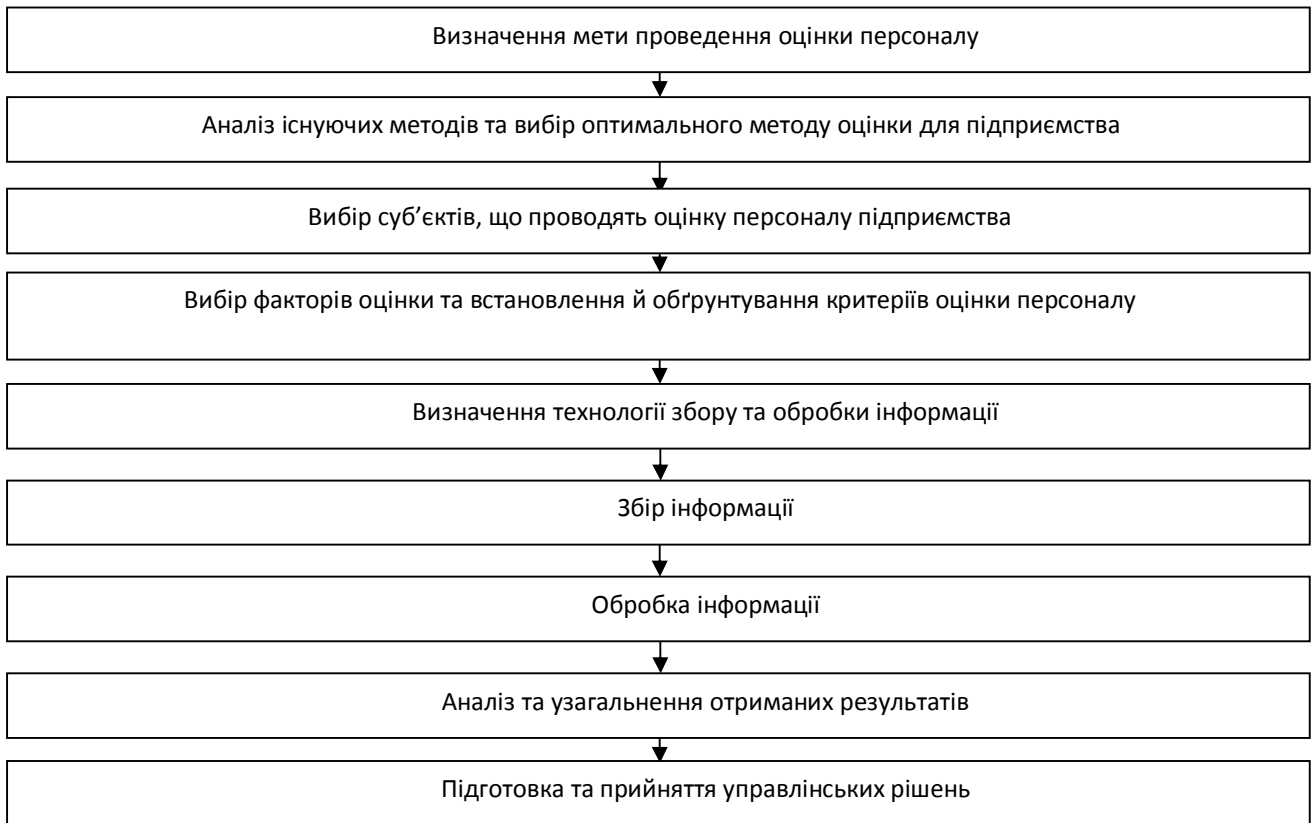 Визначення мети проведення оцінки персоналу
Аналіз існуючих методів та вибір оптимального методу оцінки для підприємства
Вибір суб’єктів, що проводять оцінку персоналу підприємства
Вибір факторів оцінки та встановлення й обґрунтування критеріїв оцінки персоналу
Визначення технології збору та обробки інформації
Збір інформації
Обробка інформації
Аналіз та узагальнення отриманих результатів
Підготовка та прийняття управлінських рішень